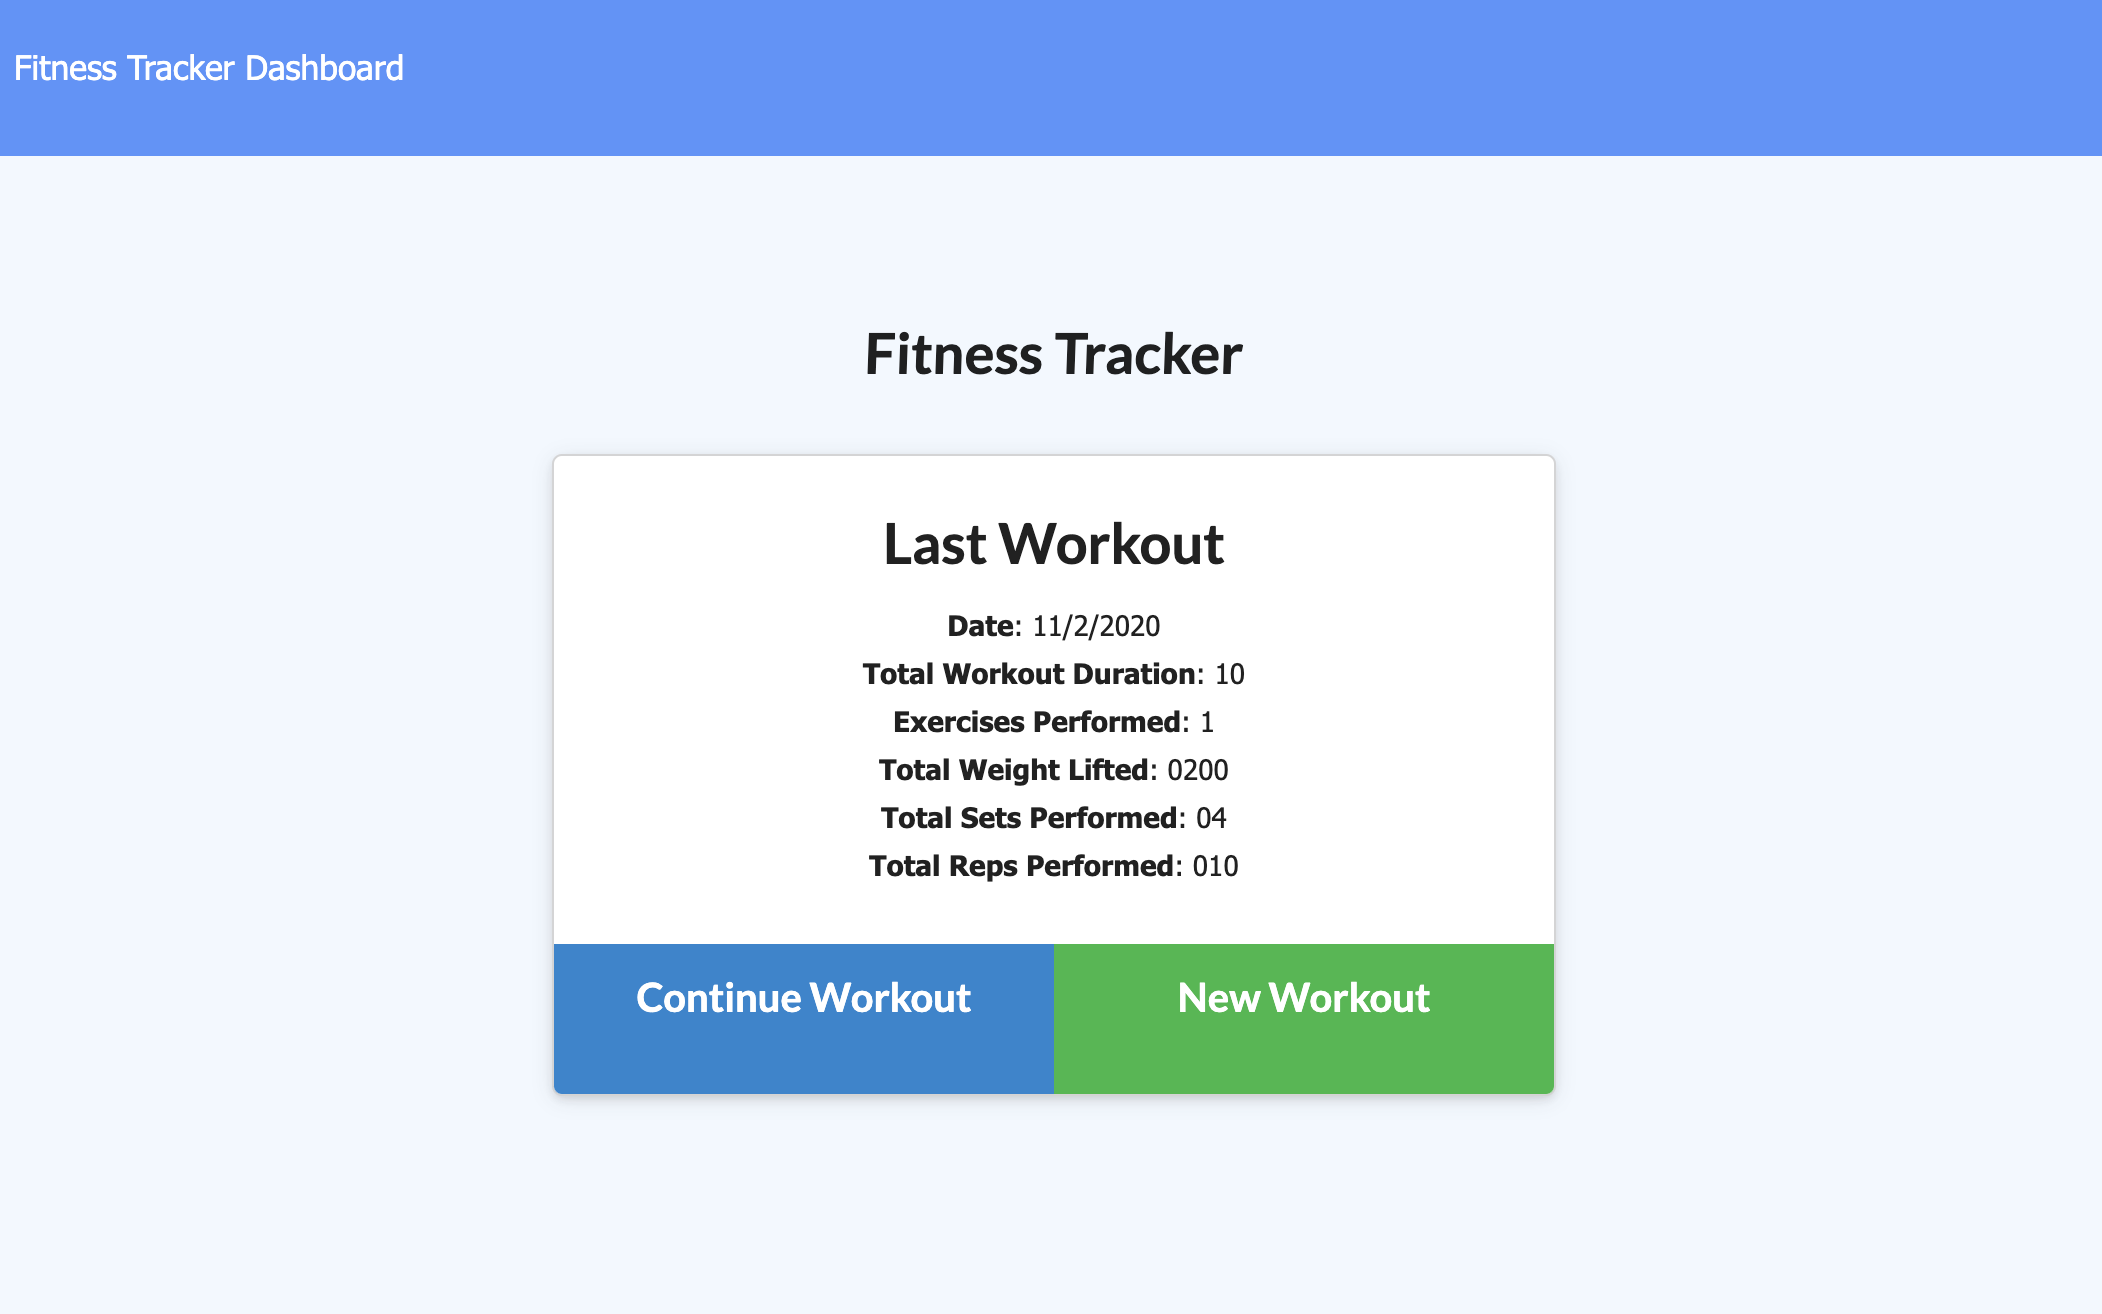 Fitness Tracker Dashboard
Fitness Tracker
Last Workout
Date: 11/2/2020
Total Workout Duration: 10
Exercises Performed: 1
Total Weight Lifted: 0200
Total Sets Performed: 04
Total Reps Performed: 010
Continue Workout
New Workout